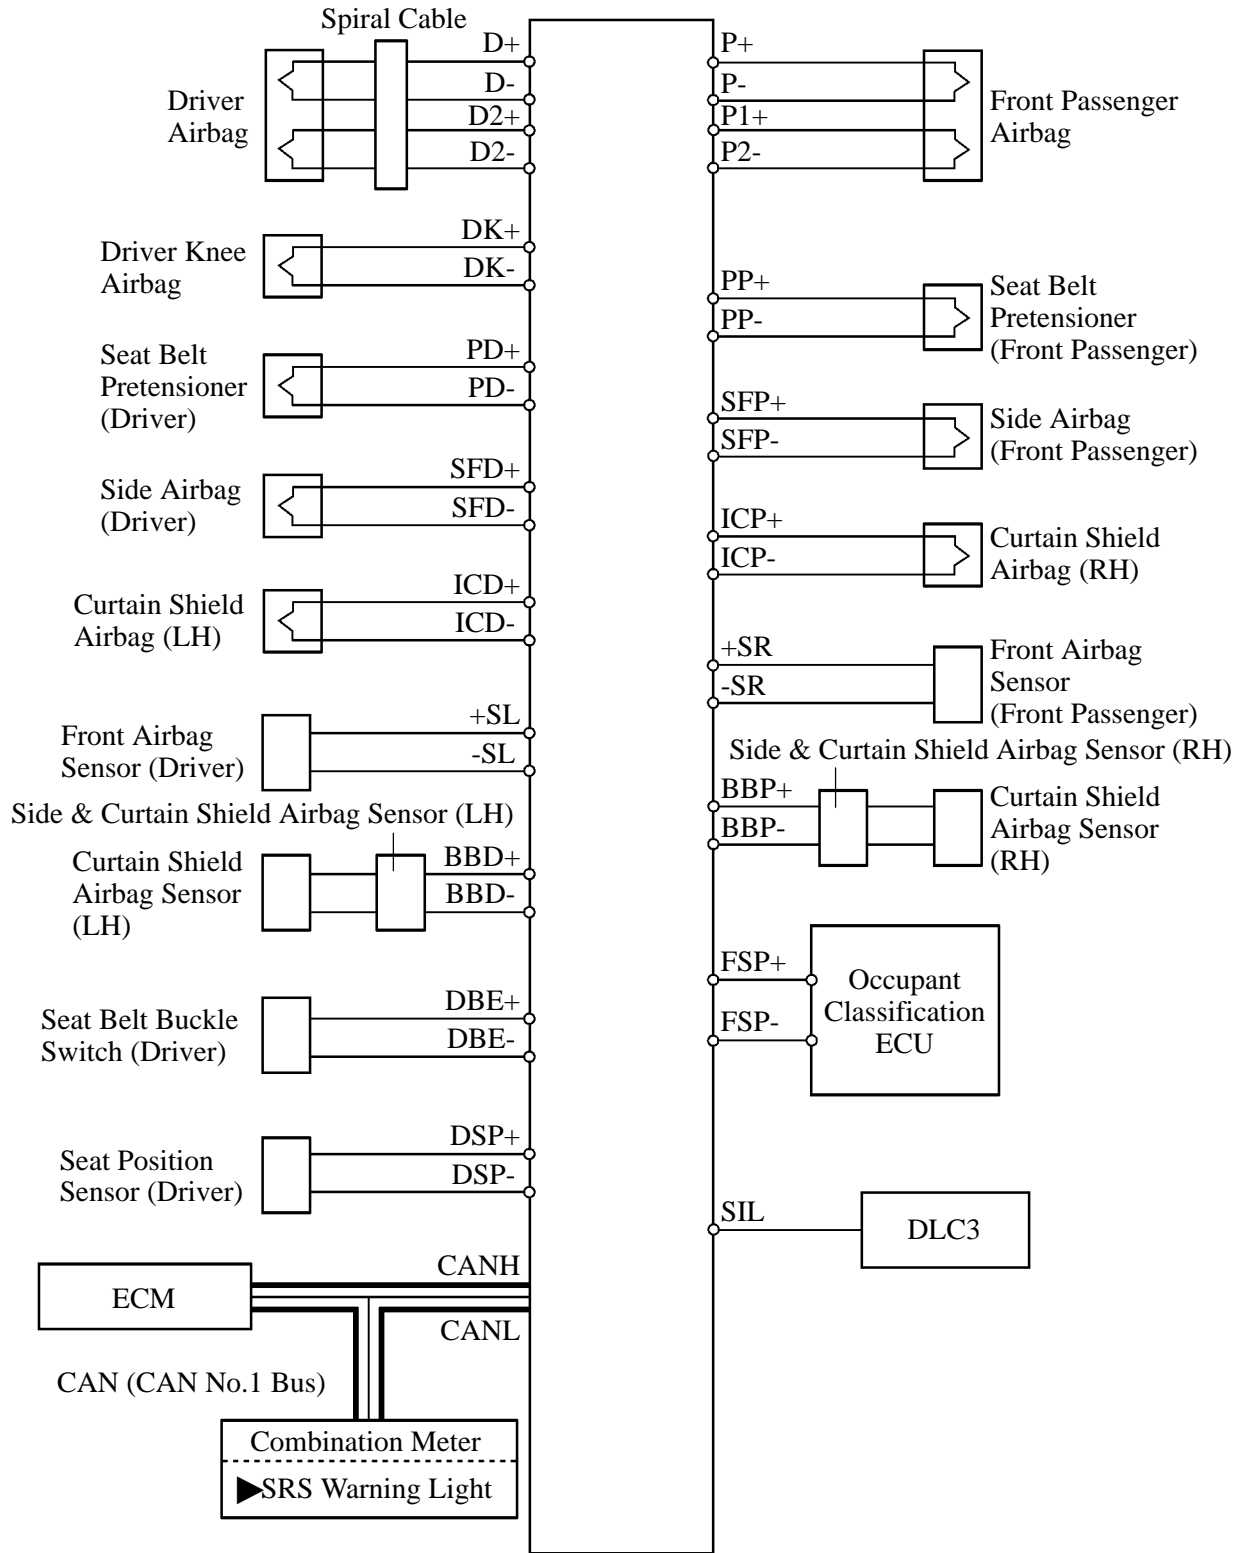 Spiral Cable
D+
D-
D2+
D2-
Driver
Airbag
DK+
DK-
Driver Knee
Airbag
PD+
PD-
Seat Belt
Pretensioner
(Driver)
SFD+
SFD-
Side Airbag
(Driver)
ICD+
ICD-
Curtain Shield
Airbag (LH)
+SL
-SL
Front Airbag
Sensor (Driver)
Side & Curtain Shield Airbag Sensor (LH)
BBD+
BBD-
Curtain Shield
Airbag Sensor
(LH)
DBE+
DBE-
Seat Belt Buckle
Switch (Driver)
DSP+
DSP-
Seat Position
Sensor (Driver)
CANH
ECM
CANL
CAN (CAN No.1 Bus)
Combination Meter
▶SRS Warning Light
P+
P-
P1+
P2-
Front Passenger
Airbag
PP+
PP-
Seat Belt
Pretensioner
(Front Passenger)
SFP+
SFP-
Side Airbag
(Front Passenger)
ICP+
ICP-
Curtain Shield
Airbag (RH)
+SR
-SR
Front Airbag
Sensor
(Front Passenger)
Side & Curtain Shield Airbag Sensor (RH)
BBP+
BBP-
Curtain Shield
Airbag Sensor
(RH)
FSP+
FSP-
Occupant
Classification
ECU
SIL
DLC3